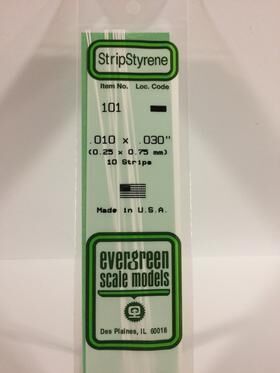 StripStyrene
Item No. Loc. Code
101
.010 x .030"
(0.25 x 0.75 mm)
10 Strips
Made in U.S.A.
evergreen
scale models
Des Plaines, IL 60018